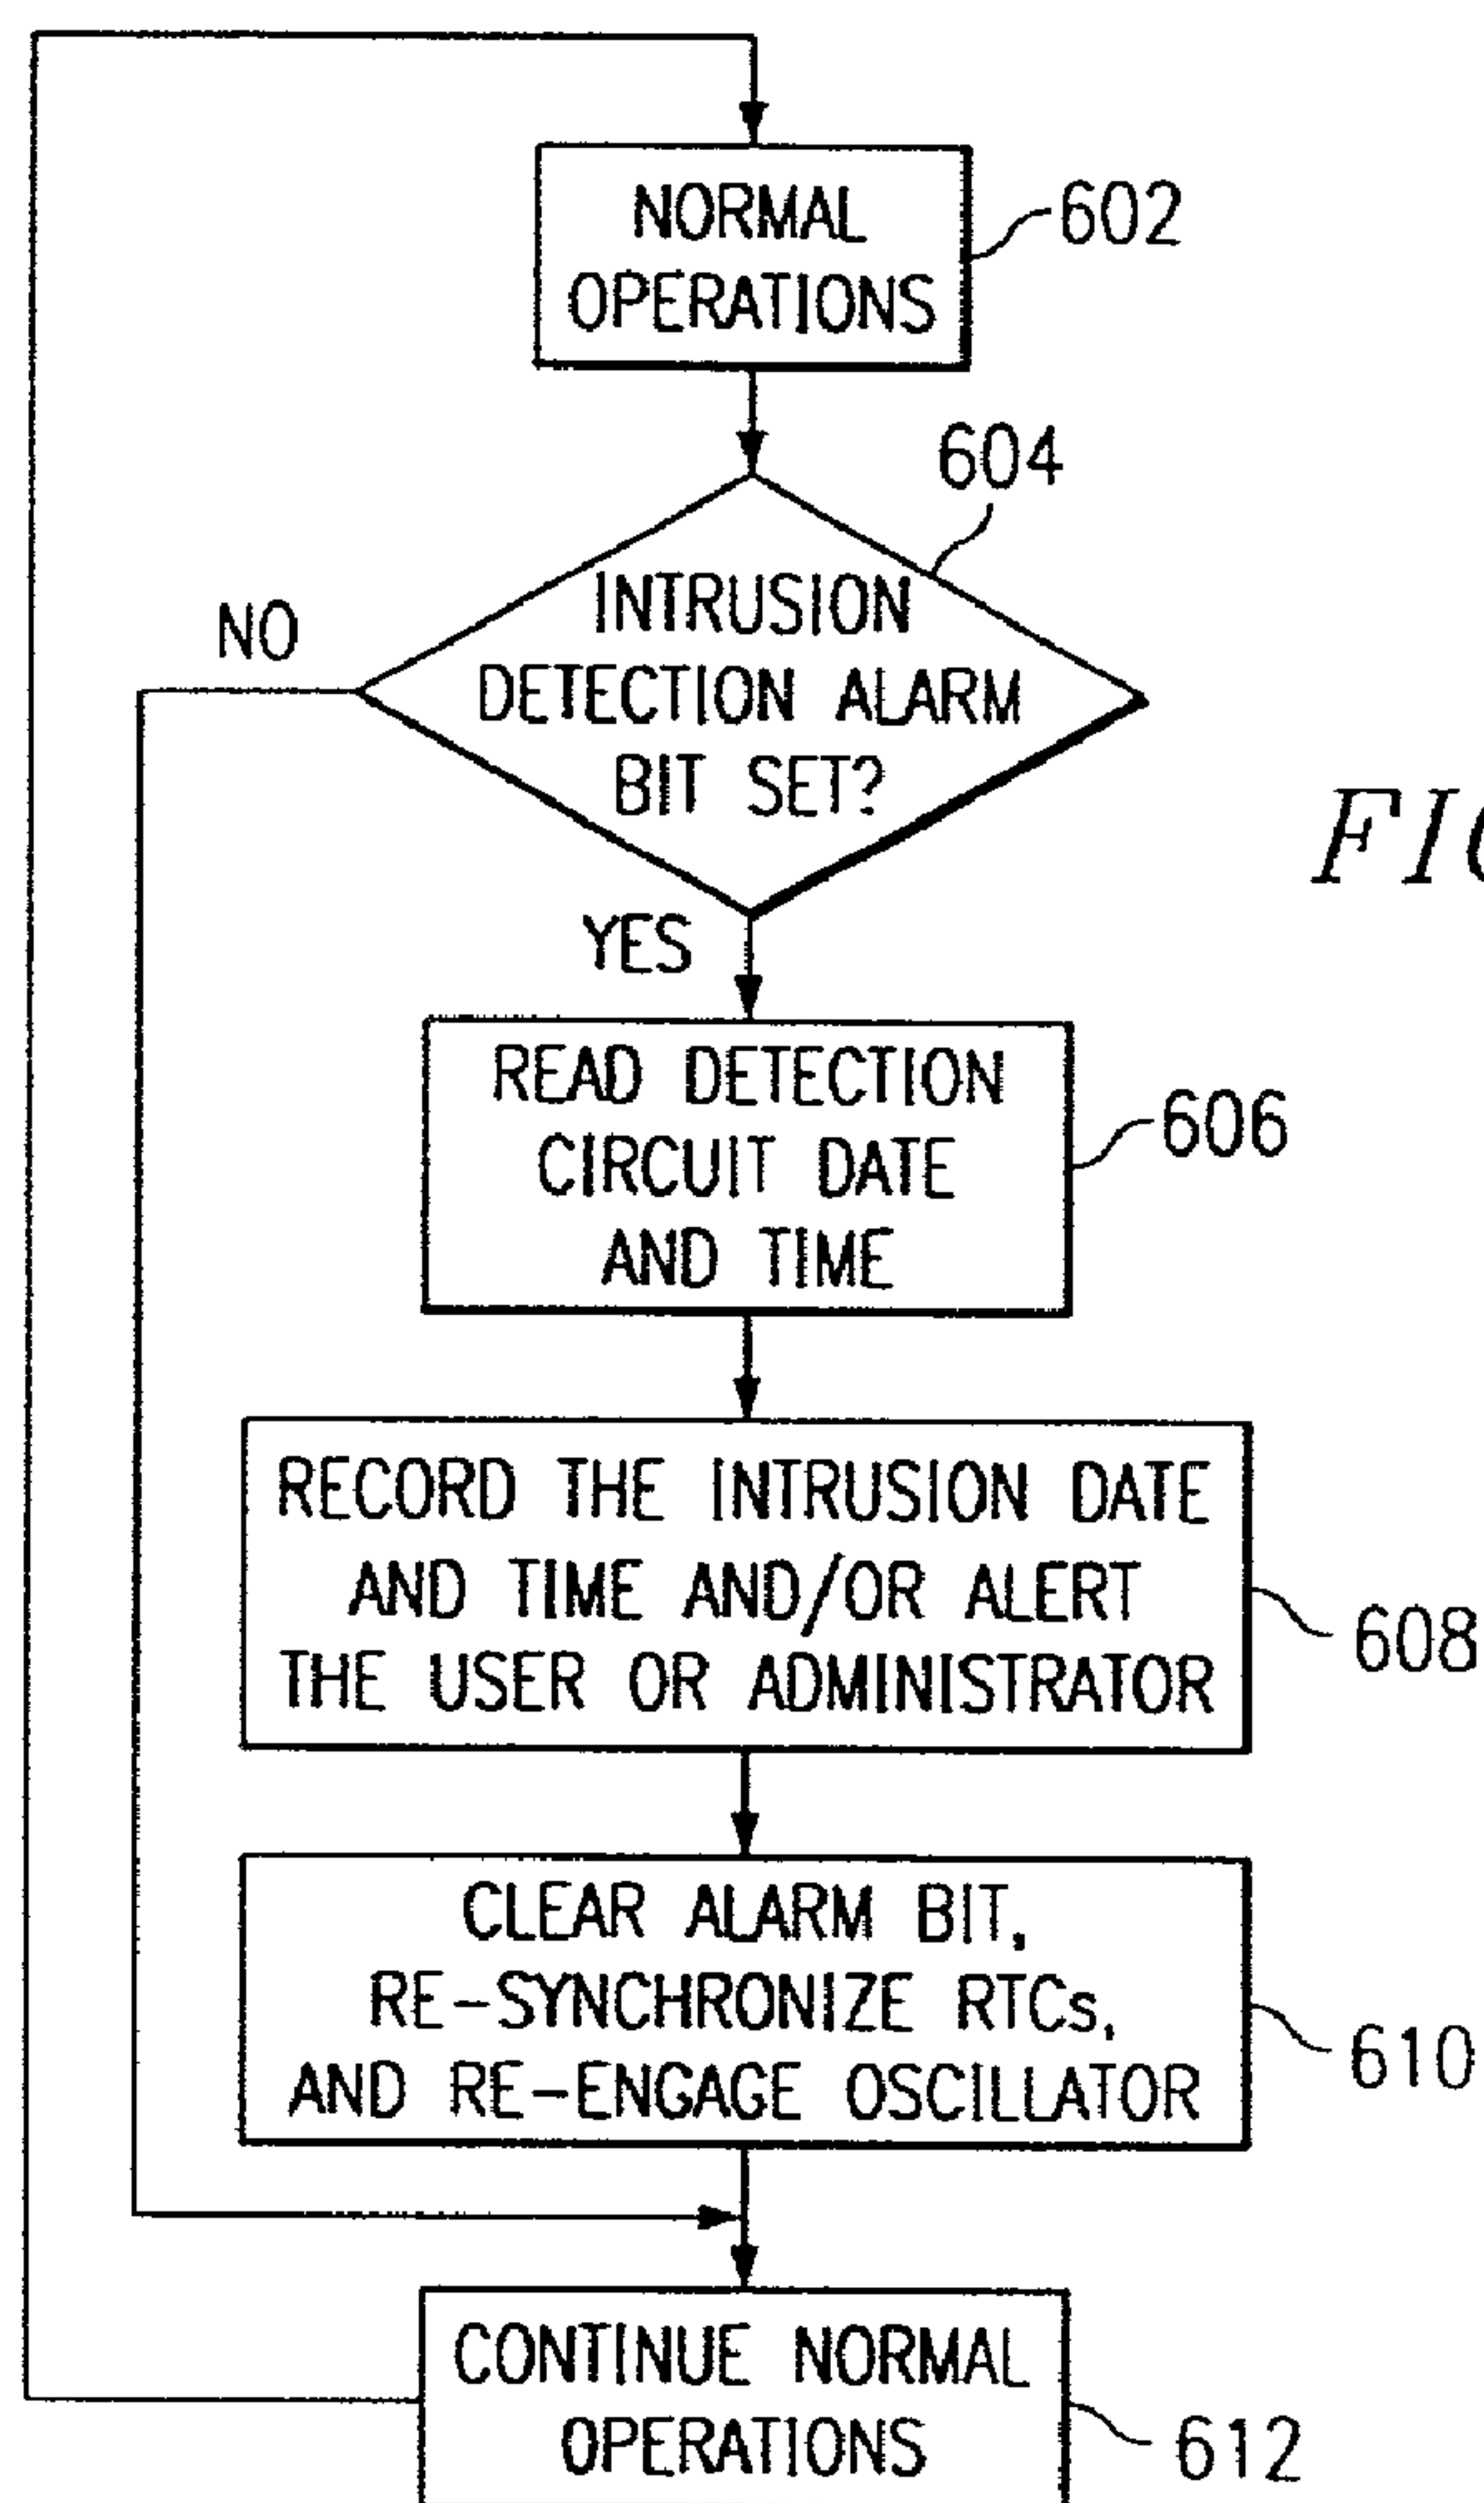 NORMAL
OPERATIONS
602
604
INTRUSION
DETECTION ALARM
BIT SET?
NO
YES
READ DETECTION
CIRCUIT DATE
AND TIME
606
RECORD THE INTRUSION DATE
AND TIME AND/OR ALERT
THE USER OR ADMINISTRATOR
608
CLEAR ALARM BIT,
RE-SYNCHRONIZE RTCs,
AND RE-ENGAGE OSCILLATOR
610
CONTINUE NORMAL
OPERATIONS
612